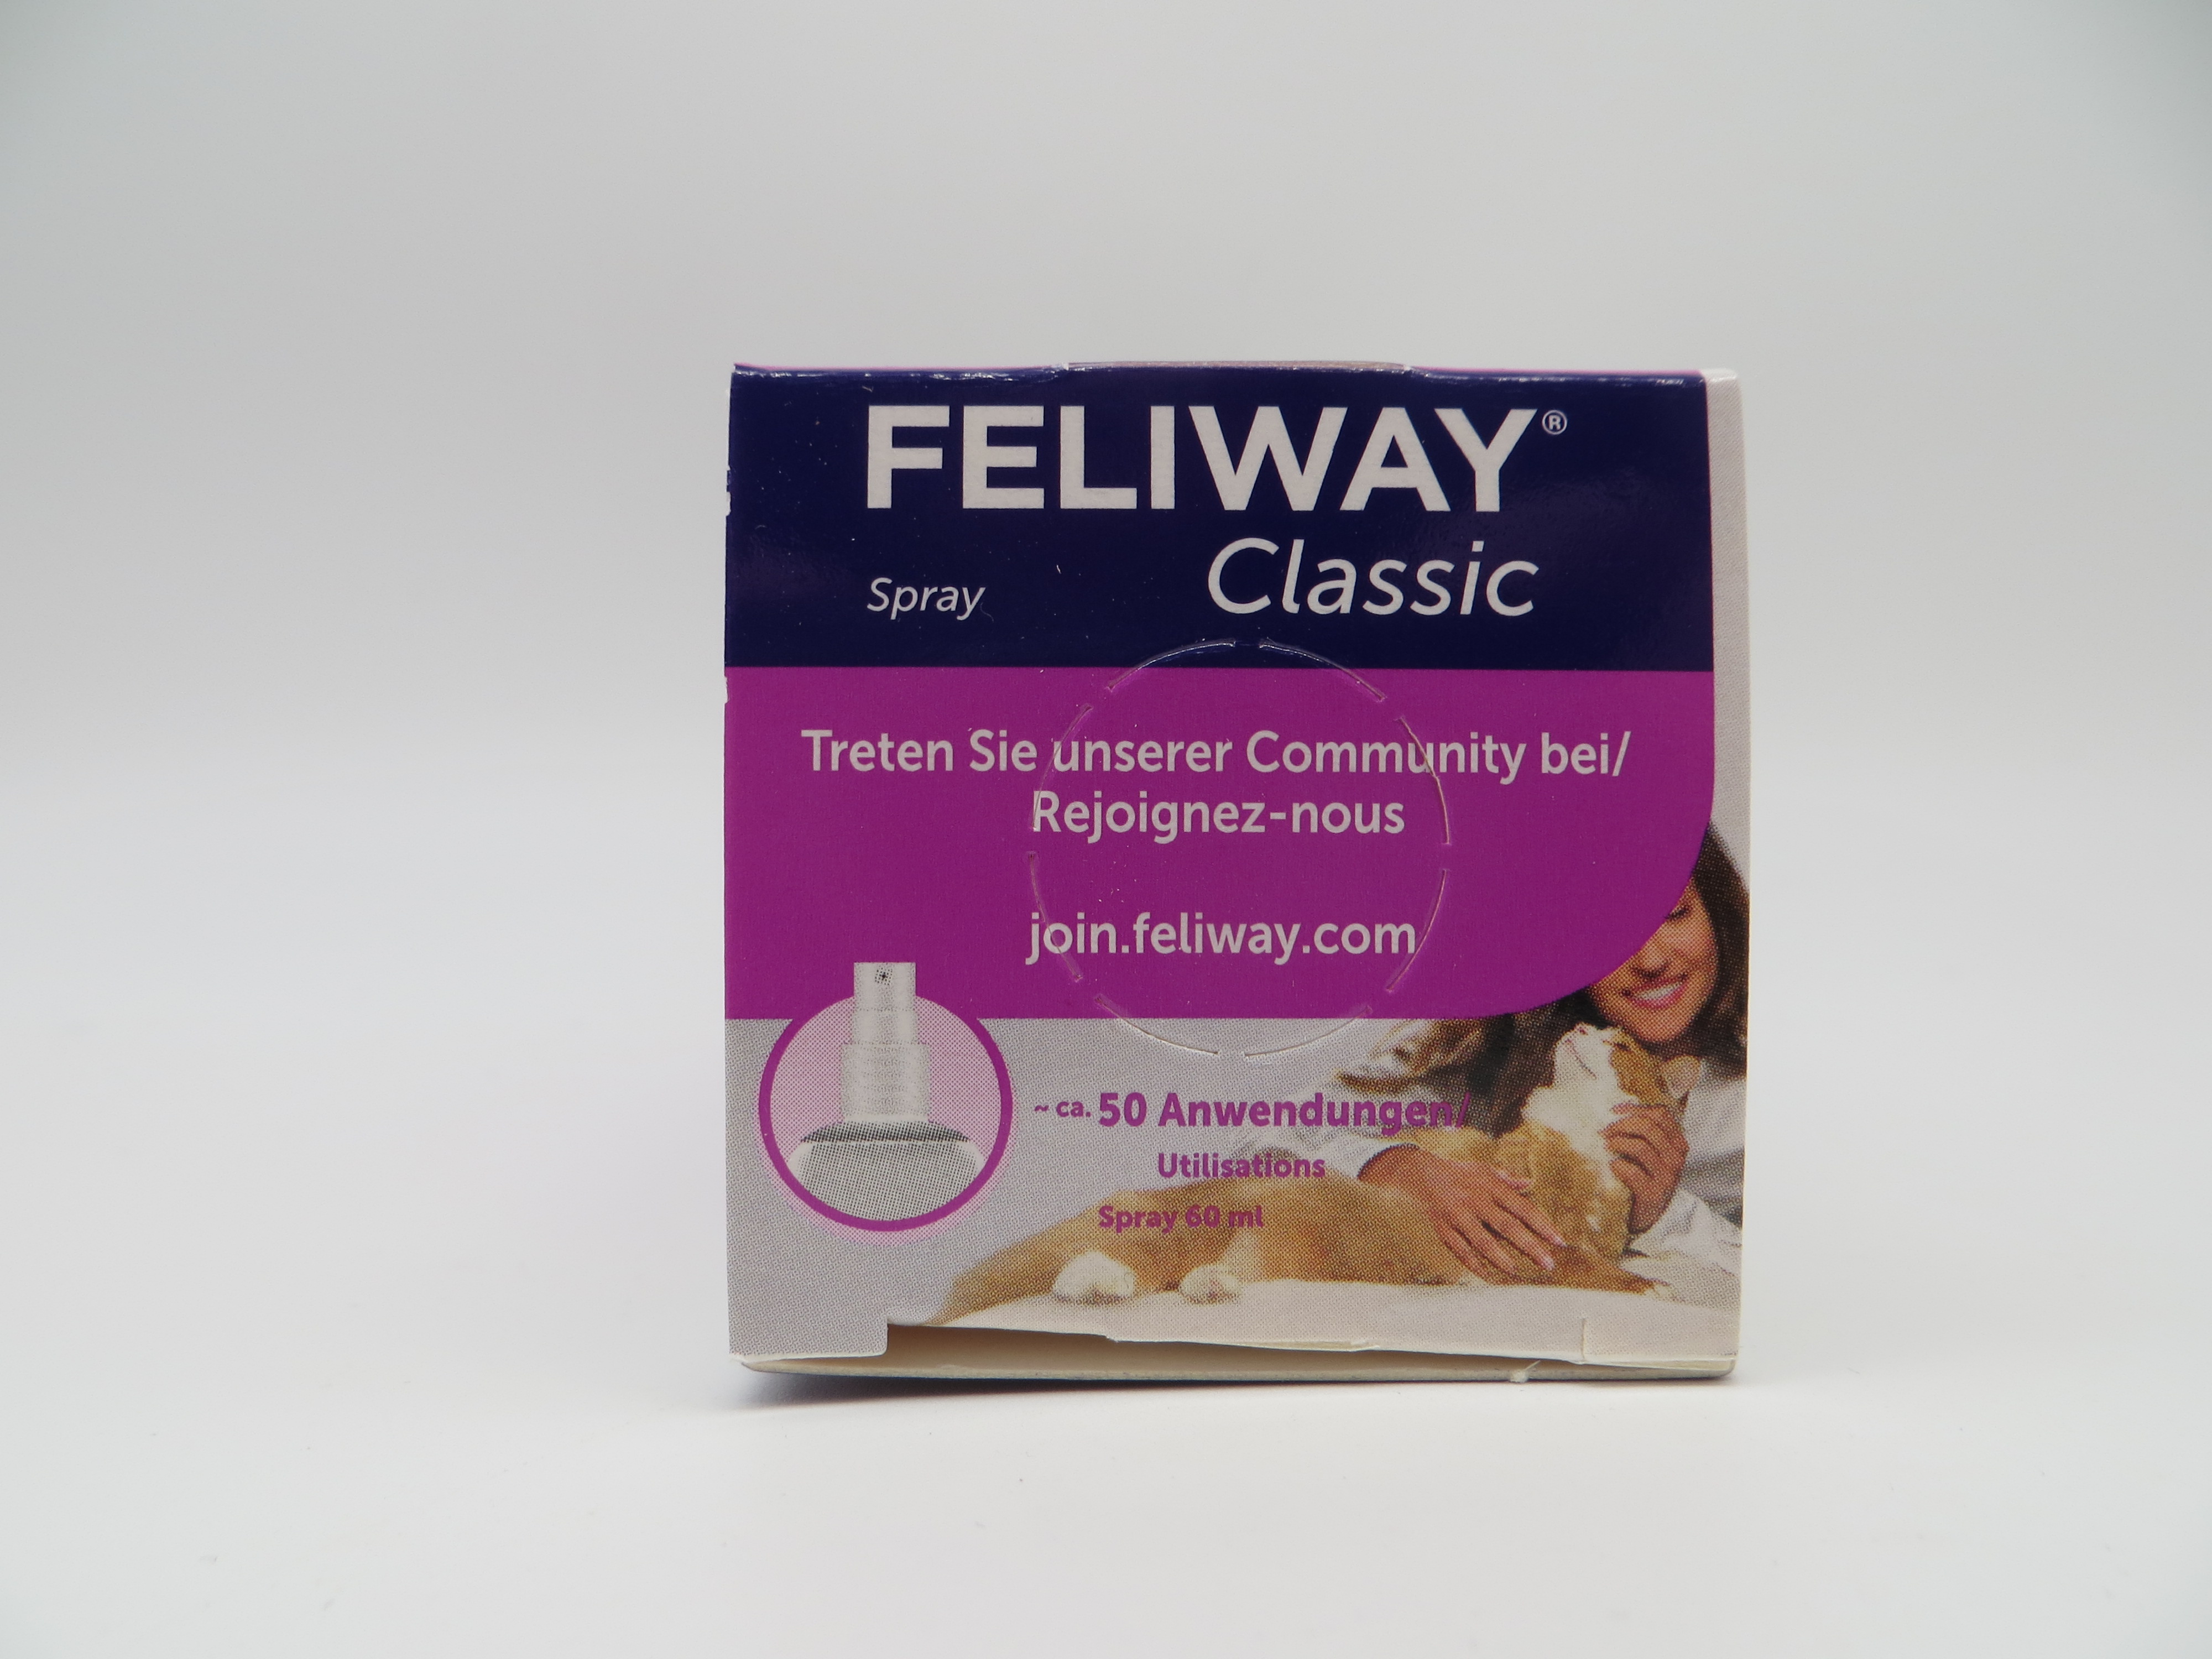 FELIWAY®
Spray Classic
Treten Sie unserer Community bei/
Rejoignez-nous
join.feliway.com
~ ca. 50 Anwendungen/
Utilisations
Spray 60 ml